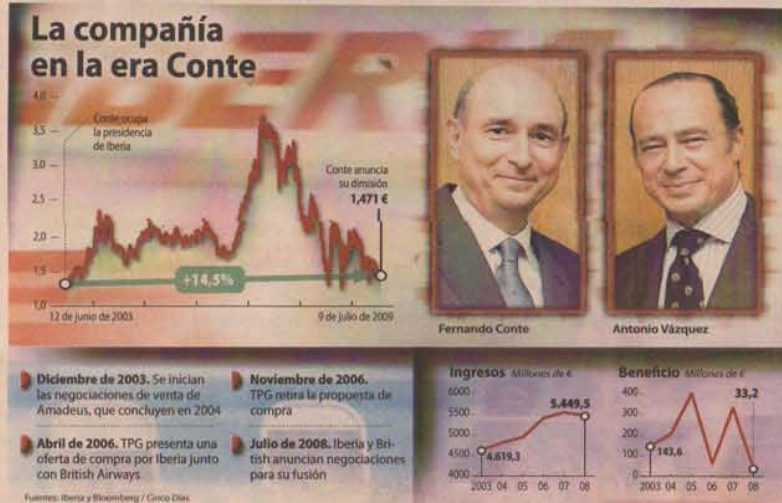 La compañía
en la era Conte
IBERIA
4,0
3,5
3,0
2,5
2,0
1,5
1,0
Conte ocupa
la presidencia
de Iberia
Conte anuncia
su dimisión
1,471 €
+14,5%
12 de junio de 2003
9 de julio de 2009
Fernando Conte
Antonio Vázquez
Diciembre de 2003. Se inician
las negociaciones de venta de
Amadeus, que concluyen en 2004
Abril de 2006. TPG presenta una
oferta de compra por Iberia junto
con British Airways
Noviembre de 2006.
TPG retira la propuesta de
compra
Julio de 2008. Iberia y Bri-
tish anuncian negociaciones
para su fusión
Ingresos Millones de €
6000
5500
5000
4500
4000
5.449,5
4.619,3
2003 04 05 06 07 08
Beneficio Millones de €
400
300
200
100
0
33,2
143,6
2003 04 05 06 07 08
Fuentes: Iberia y Bloomberg / Cinco Días